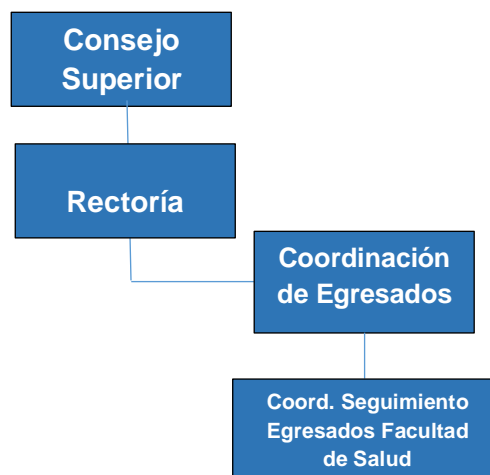 Consejo
Superior
Rectoría
Coordinación
de Egresados
Coord. Seguimiento
Egresados Facultad
de Salud